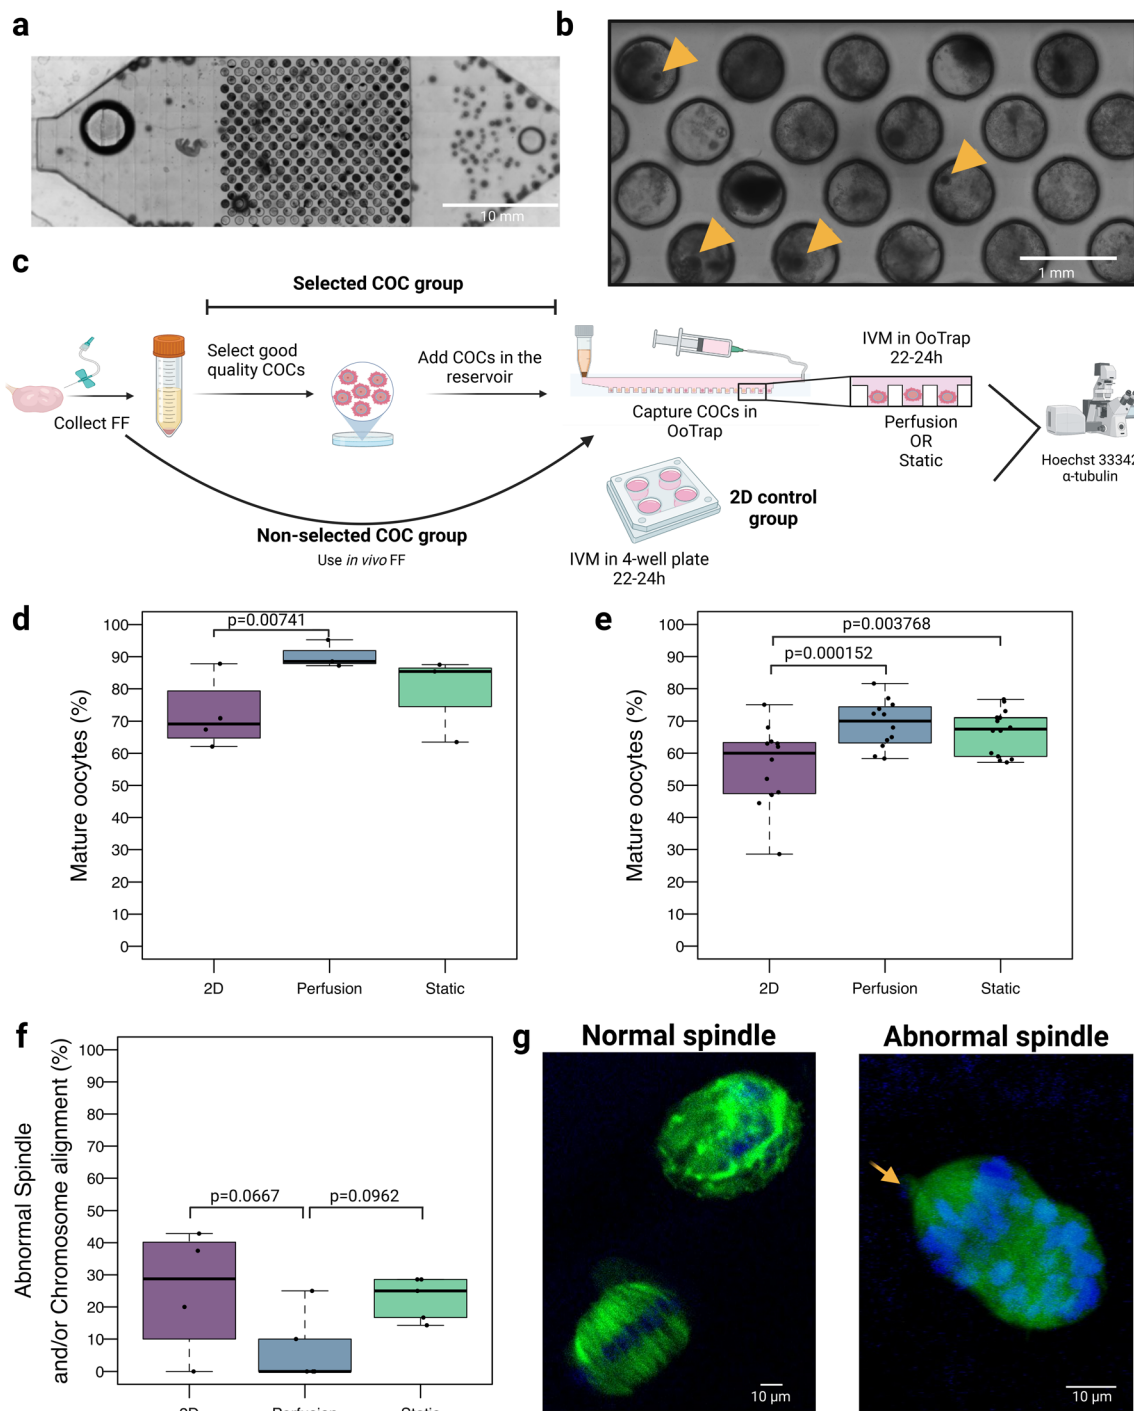 a
10 mm
b
1 mm
c
Selected COC group
Select good
quality COCs
Add COCs in the
reservoir
Collect FF
Capture COCs in
OoTrap
IVM in OoTrap
22-24h
Perfusion
OR
Static
Hoechst 33342
α-tubulin
Non-selected COC group
Use in vivo FF
2D control
group
IVM in 4-well plate
22-24h
d
Mature oocytes (%)
100
90
80
70
60
50
40
30
20
10
0
p=0.00741
2D Perfusion Static
e
Mature oocytes (%)
100
90
80
70
60
50
40
30
20
10
0
p=0.003768
p=0.000152
2D Perfusion Static
f
Abnormal Spindle
and/or Chromosome alignment (%)
100
90
80
70
60
50
40
30
20
10
0
p=0.0667 p=0.0962
2D Perfusion Static
g
Normal spindle
10 µm
Abnormal spindle
10 µm